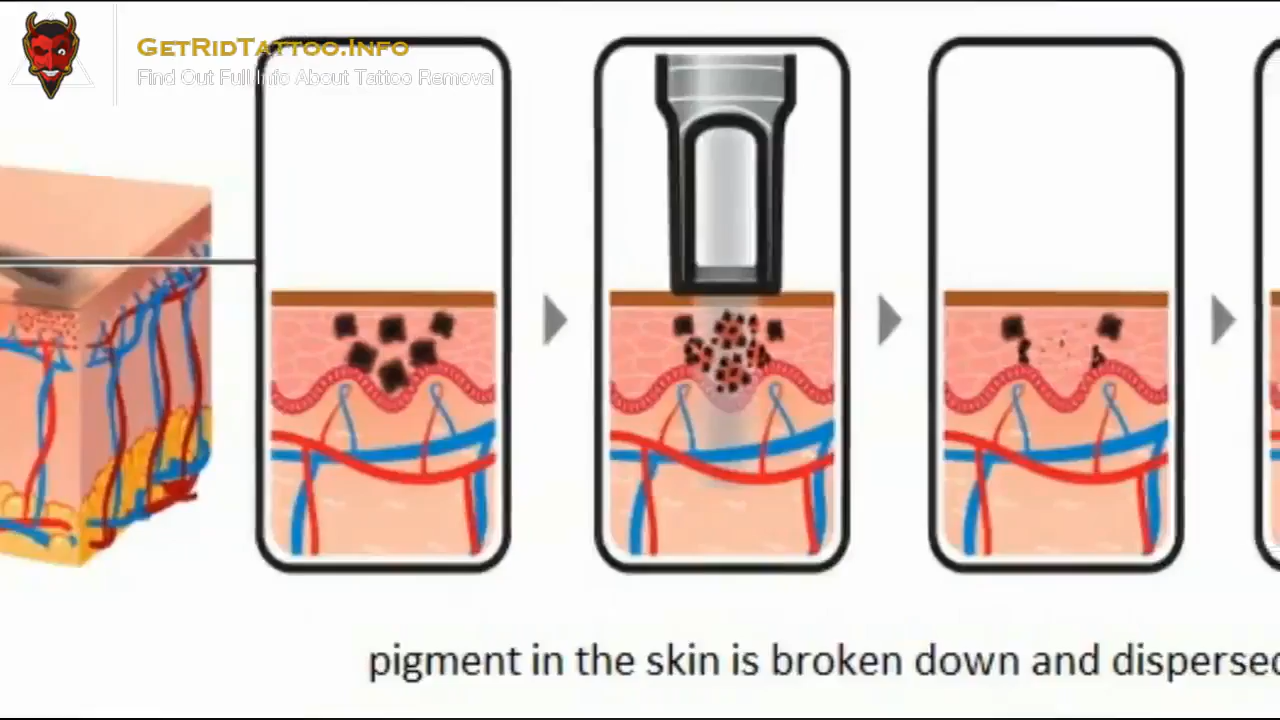 GetRidTattoo.Info
Find Out Full Info About Tattoo Removal
pigment in the skin is broken down and dispersed